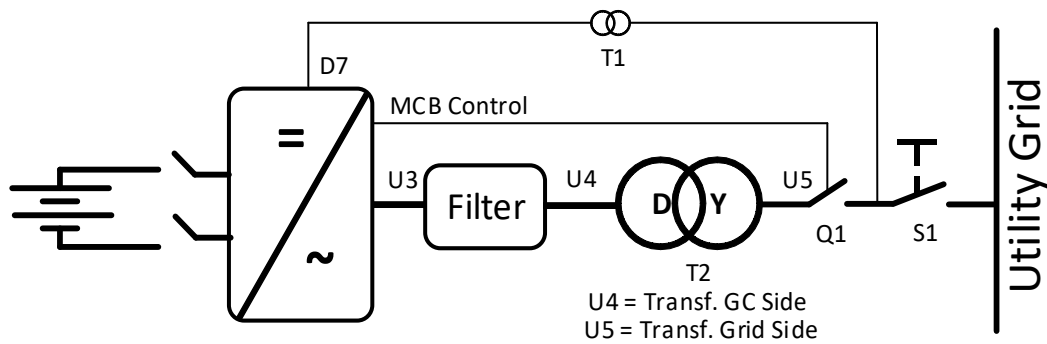 T1
D7
MCB Control
=
~
U3
Filter
U4
D Y
U5
Q1
S1
T2
U4 = Transf. GC Side
U5 = Transf. Grid Side
Utility Grid